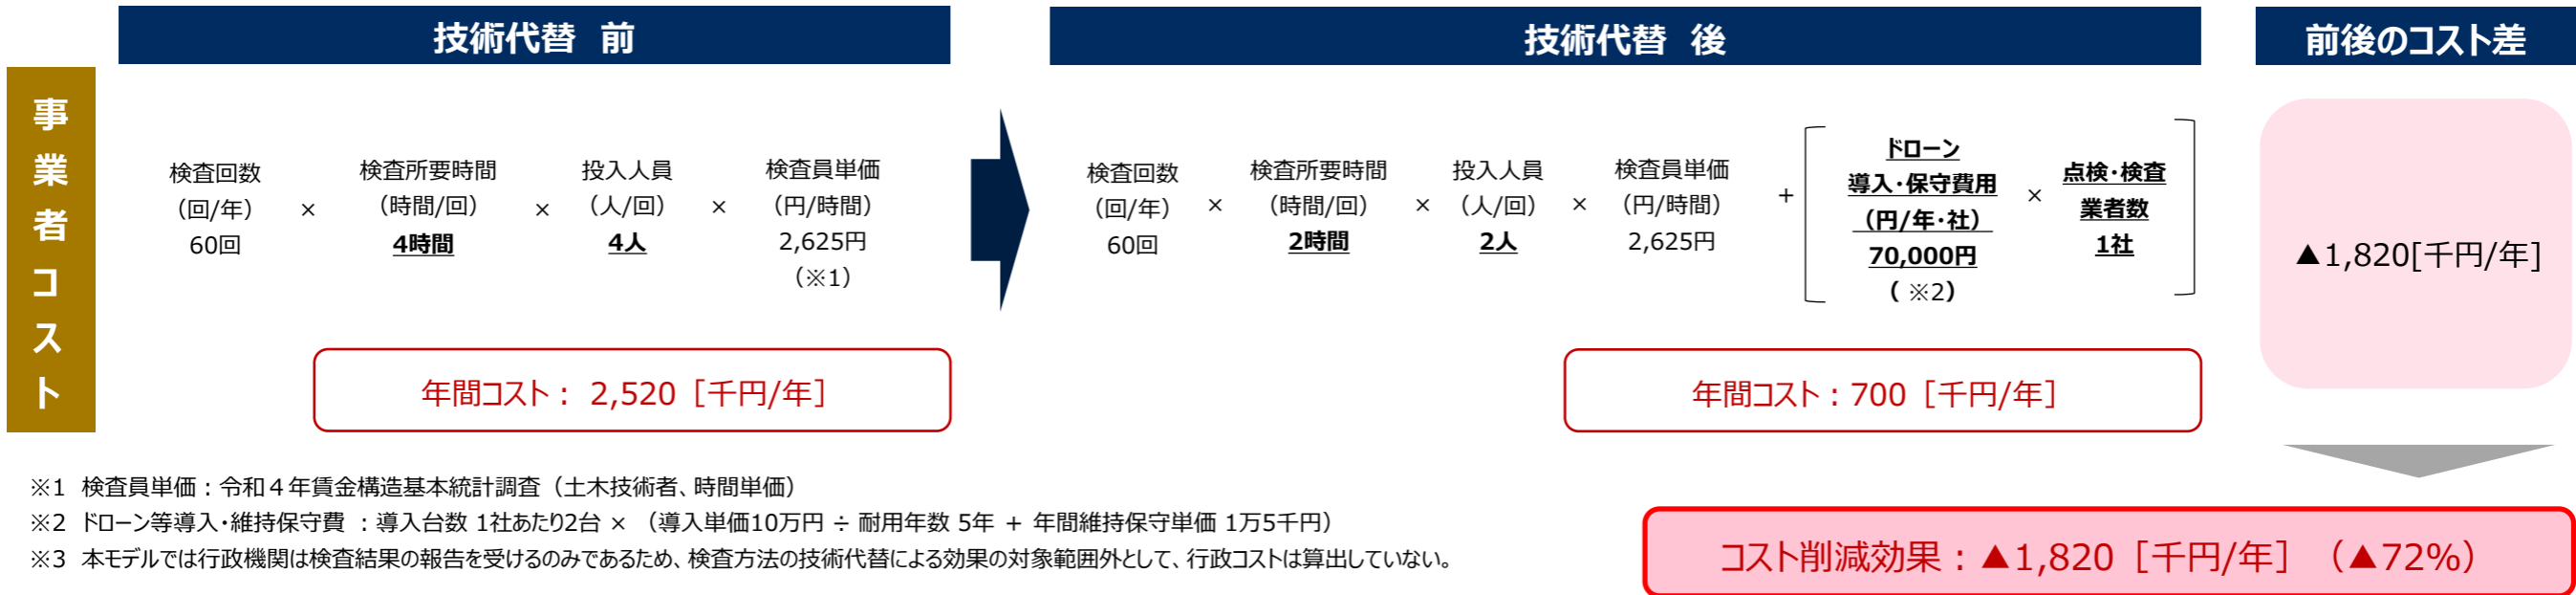 技術代替 前
技術代替 後
前後のコスト差
事業者コスト
検査回数
(回/年)
60回
×
検査所要時間
(時間/回)
4時間
×
投入人員
(人/回)
4人
×
検査員単価
(円/時間)
2,625円
(※1)
年間コスト: 2,520 [千円/年]
検査回数
(回/年)
60回
×
検査所要時間
(時間/回)
2時間
×
投入人員
(人/回)
2人
×
検査員単価
(円/時間)
2,625円
+
ドローン
導入・保守費用
(円/年・社)
70,000円
( ※2)
×
点検・検査
業者数
1社
年間コスト:700 [千円/年]
▲1,820[千円/年]
※1 検査員単価:令和4年賃金構造基本統計調査(土木技術者、時間単価)
※2 ドローン等導入・維持保守費 :導入台数 1社あたり2台 × (導入単価10万円 ÷ 耐用年数 5年 + 年間維持保守単価 1万5千円)
※3 本モデルでは行政機関は検査結果の報告を受けるのみであるため、検査方法の技術代替による効果の対象範囲外として、行政コストは算出していない。
コスト削減効果:▲1,820 [千円/年] (▲72%)